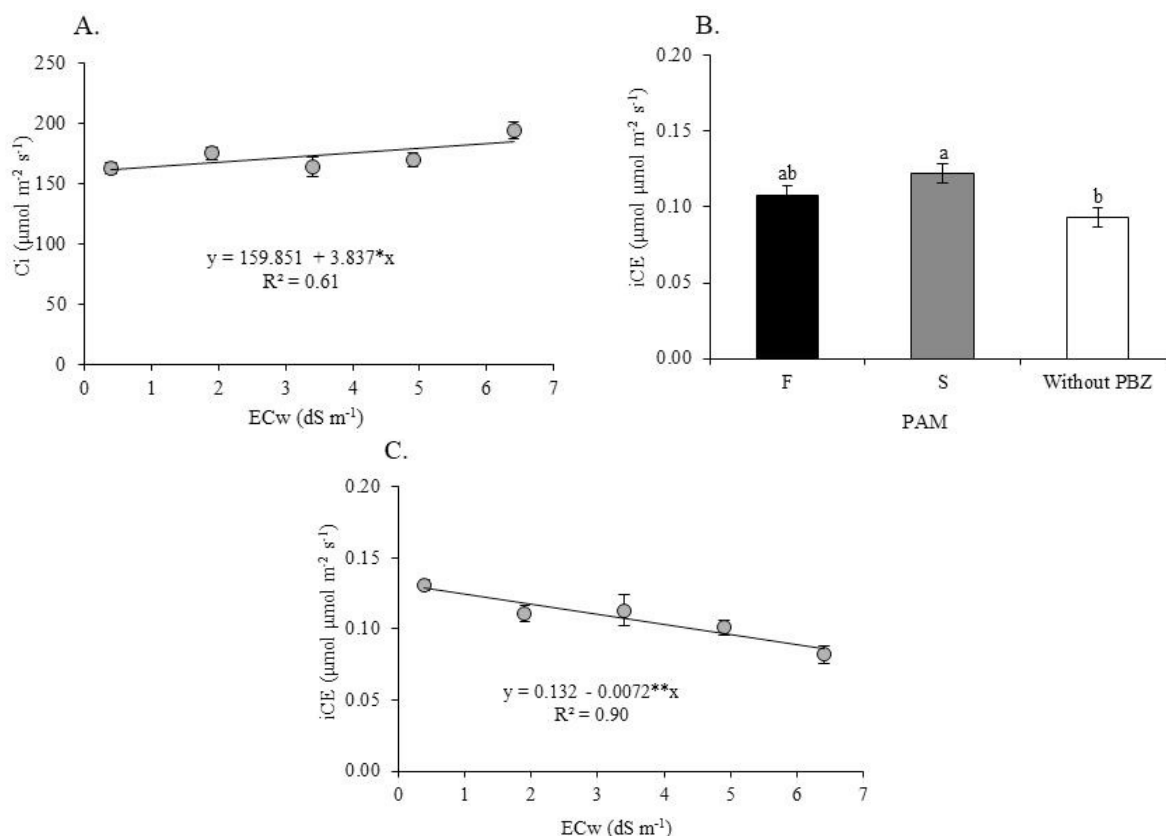 A.
250
200
150
100
50
0
Ci (µmol m⁻² s⁻¹)
y = 159.851 + 3.837*x
R² = 0.61
0 1 2 3 4 5 6 7
ECw (dS m⁻¹)
B.
0.20
0.15
0.10
0.05
0.00
iCE (µmol µmol m⁻² s⁻¹)
ab
a
b
F S Without PBZ
PAM
C.
0.20
0.15
0.10
0.05
0.00
iCE (µmol µmol m⁻² s⁻¹)
y = 0.132 - 0.0072**x
R² = 0.90
0 1 2 3 4 5 6 7
ECw (dS m⁻¹)